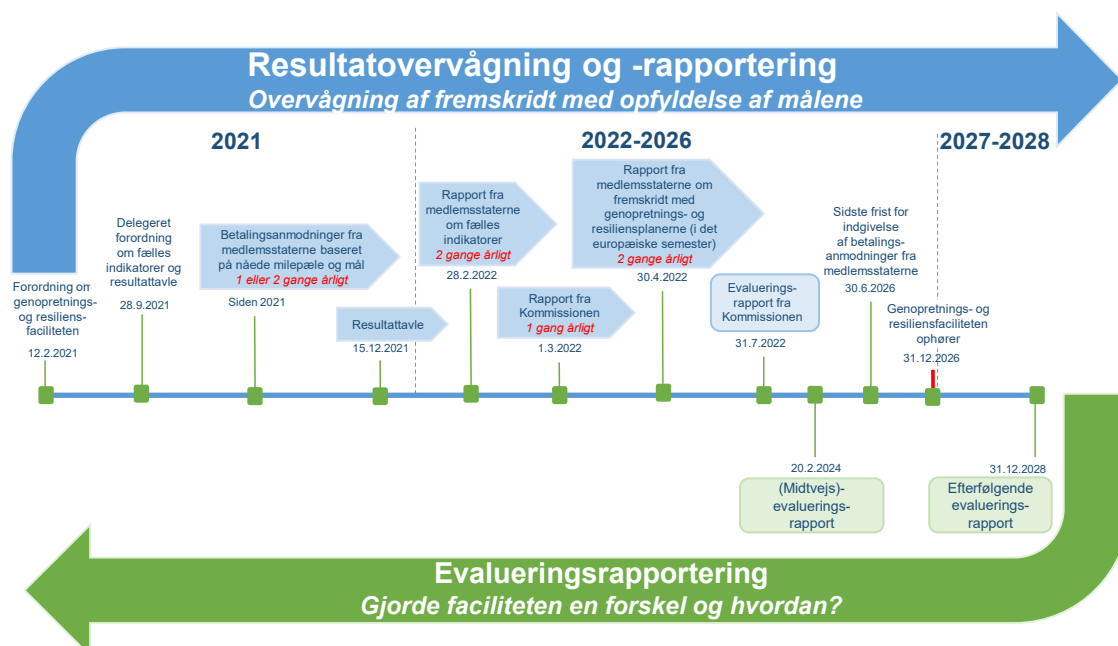 Resultatovervågning og -rapportering
Overvågning af fremskridt med opfyldelse af målene
2021
2022-2026
2027-2028
Forordning om
genopretnings-
og resiliens-
faciliteten
12.2.2021
Delegeret
forordning
om fælles
indikatorer og
resultattavle
28.9.2021
Betalingsanmodninger fra
medlemsstaterne baseret
på nåede milepæle og mål
1 eller 2 gange årligt
Siden 2021
Resultattavle
15.12.2021
Rapport fra
medlemsstaterne
om fælles
indikatorer
2 gange årligt
28.2.2022
Rapport fra
Kommissionen
1 gang årligt
1.3.2022
Rapport fra
medlemsstaterne om
fremskridt med
genopretnings- og
resiliensplanerne (i det
europæiske semester)
2 gange årligt
30.4.2022
Evaluerings-
rapport fra
Kommissionen
31.7.2022
Sidste frist for
indgivelse
af betalings-
anmodninger fra
medlemsstaterne
30.6.2026
Genopretnings- og
resiliensfaciliteten
ophører
31.12.2026
20.2.2024
(Midtvejs)-
evaluerings-
rapport
31.12.2028
Efterfølgende
evaluerings-
rapport
Evalueringsrapportering
Gjorde faciliteten en forskel og hvordan?